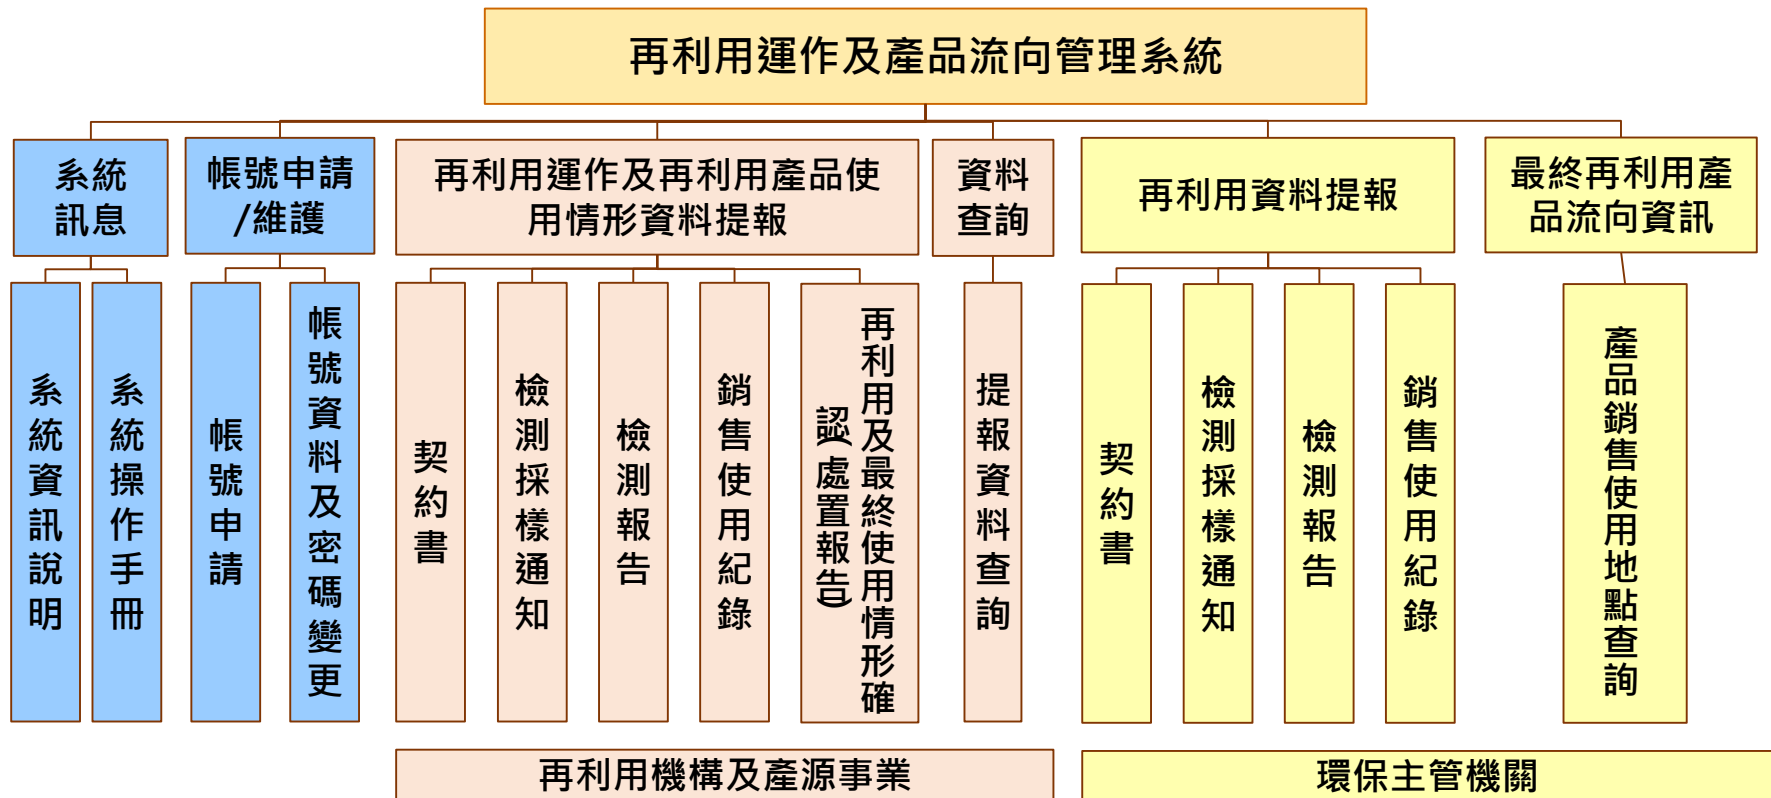 再利用運作及產品流向管理系統
系統
訊息
帳號申請
/維護
再利用運作及再利用產品使
用情形資料提報
資料
查詢
再利用資料提報
最終再利用產
品流向資訊
系統資訊說明
系統操作手冊
帳號申請
帳號資料及密碼變更
契約書
檢測採樣通知
檢測報告
銷售使用紀錄
再利用及最終使用情形確
認(處置報告)
提報資料查詢
契約書
檢測採樣通知
檢測報告
銷售使用紀錄
產品銷售使用地點查詢
再利用機構及產源事業
環保主管機關